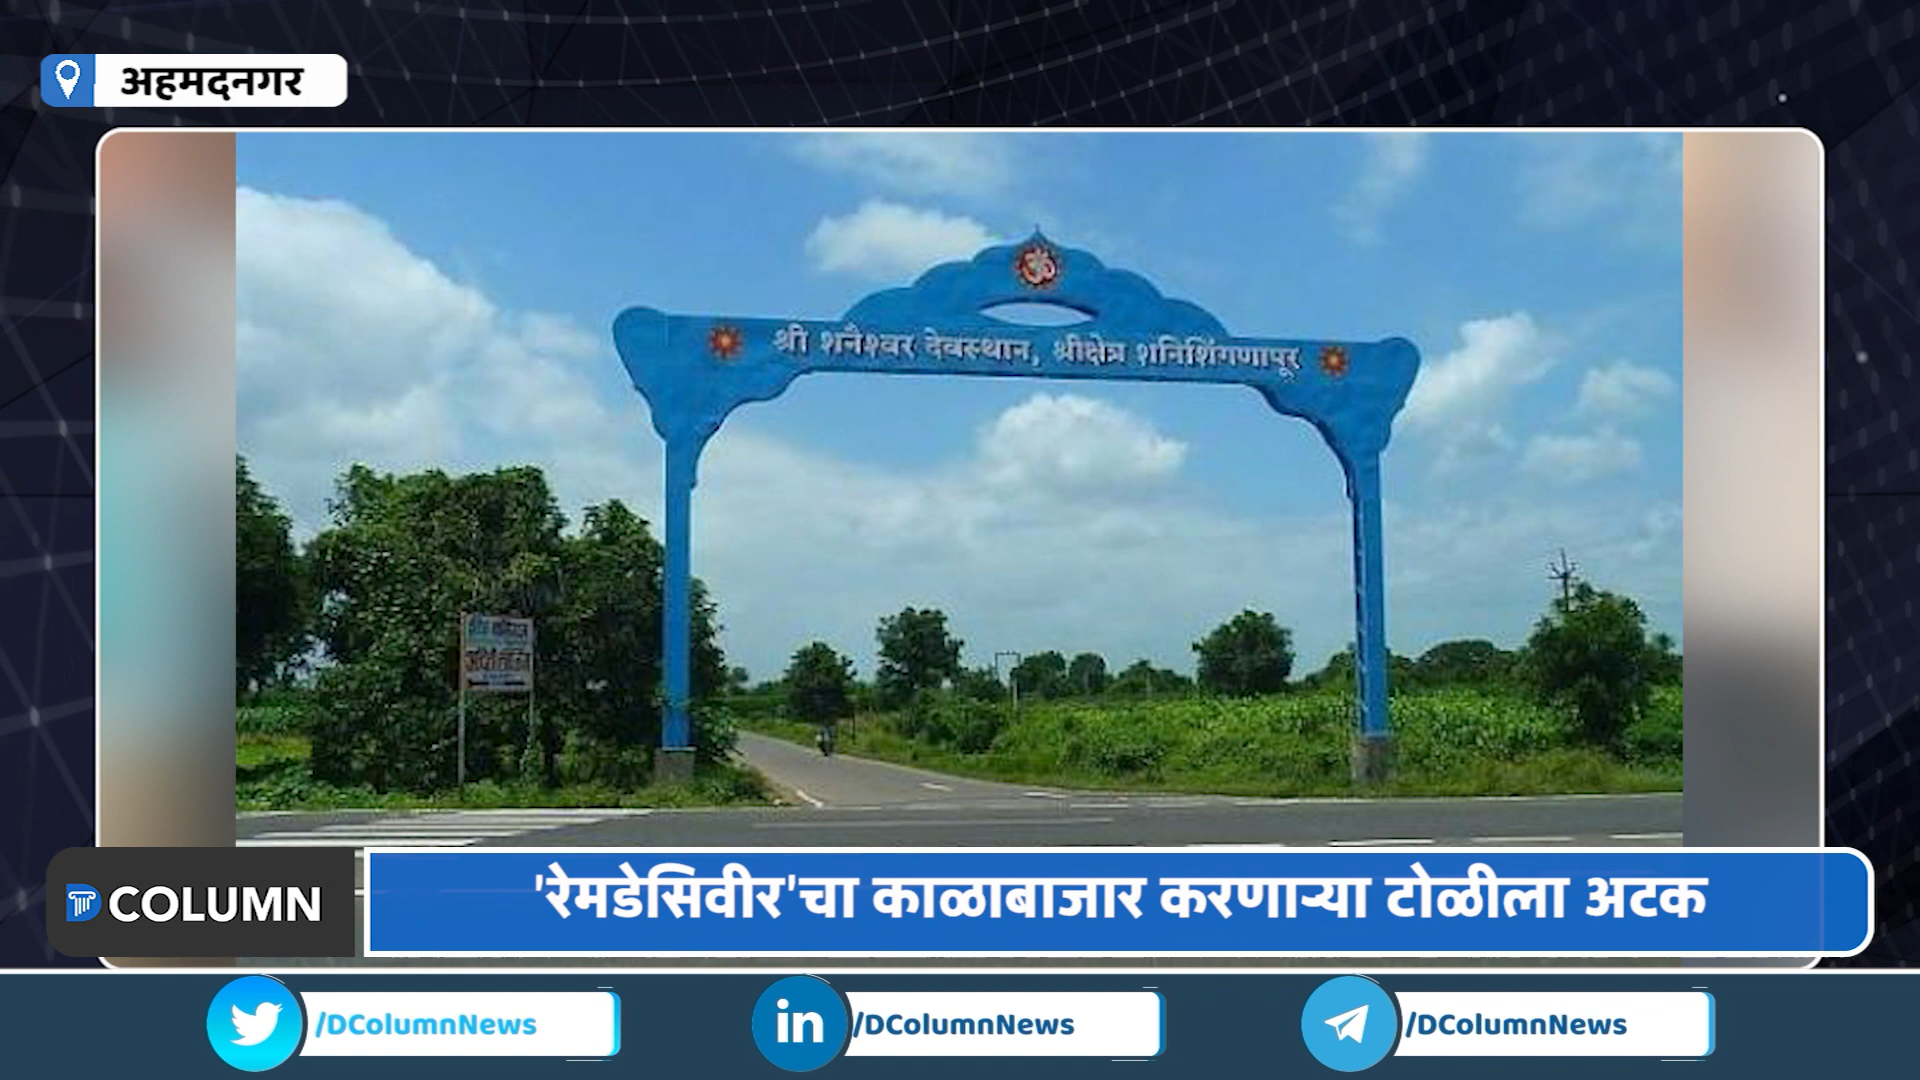 अहमदनगर
ॐ
श्री शनैश्वर देवस्थान, श्रीक्षेत्र शनिशिंगणापूर
COLUMN
'रेमडेसिवीर'चा काळाबाजार करणाऱ्या टोळीला अटक
/DColumnNews
/DColumnNews
/DColumnNews